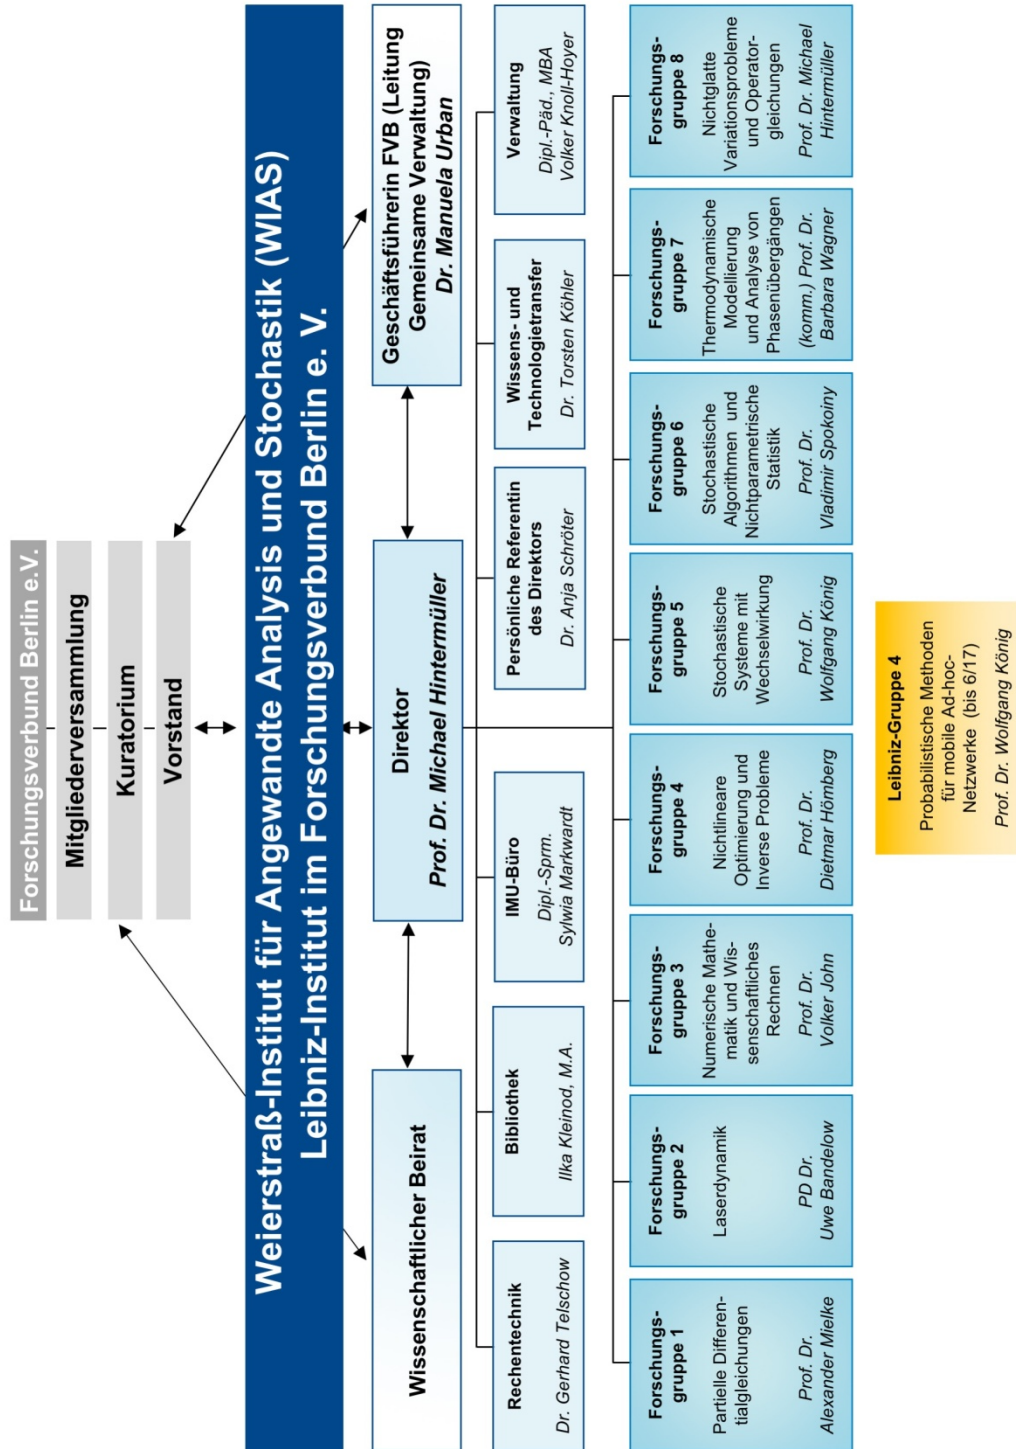 Forschungsverbund Berlin e.V.
Mitgliederversammlung
Kuratorium
Vorstand
Weierstraß-Institut für Angewandte Analysis und Stochastik (WIAS)
Leibniz-Institut im Forschungsverbund Berlin e. V.
Wissenschaftlicher Beirat
Direktor
Prof. Dr. Michael Hintermüller
Geschäftsführerin FVB (Leitung
Gemeinsame Verwaltung)
Dr. Manuela Urban
Rechentechnik
Dr. Gerhard Telschow
Bibliothek
Ilka Kleinod, M.A.
IMU-Büro
Dipl.-Sprm.
Sylwia Markwardt
Persönliche Referentin
des Direktors
Dr. Anja Schröter
Wissens- und
Technologietransfer
Dr. Torsten Köhler
Verwaltung
Dipl.-Päd., MBA
Volker Knoll-Hoyer
Forschungs-
gruppe 1
Partielle Differen-
tialgleichungen
Prof. Dr.
Alexander Mielke
Forschungs-
gruppe 2
Laserdynamik
PD Dr.
Uwe Bandelow
Forschungs-
gruppe 3
Numerische Mathe-
matik und Wis-
senschaftliches
Rechnen
Prof. Dr.
Volker John
Forschungs-
gruppe 4
Nichtlineare
Optimierung und
Inverse Probleme
Prof. Dr.
Dietmar Hömberg
Forschungs-
gruppe 5
Stochastische
Systeme mit
Wechselwirkung
Prof. Dr.
Wolfgang König
Forschungs-
gruppe 6
Stochastische
Algorithmen und
Nichtparametrische
Statistik
Prof. Dr.
Vladimir Spokoiny
Forschungs-
gruppe 7
Thermodynamische
Modellierung
und Analyse von
Phasenübergängen
(komm.) Prof. Dr.
Barbara Wagner
Forschungs-
gruppe 8
Nichtglatte
Variationsprobleme
und Operator-
gleichungen
Prof. Dr. Michael
Hintermüller
Leibniz-Gruppe 4
Probabilistische Methoden
für mobile Ad-hoc-
Netzwerke (bis 6/17)
Prof. Dr. Wolfgang König